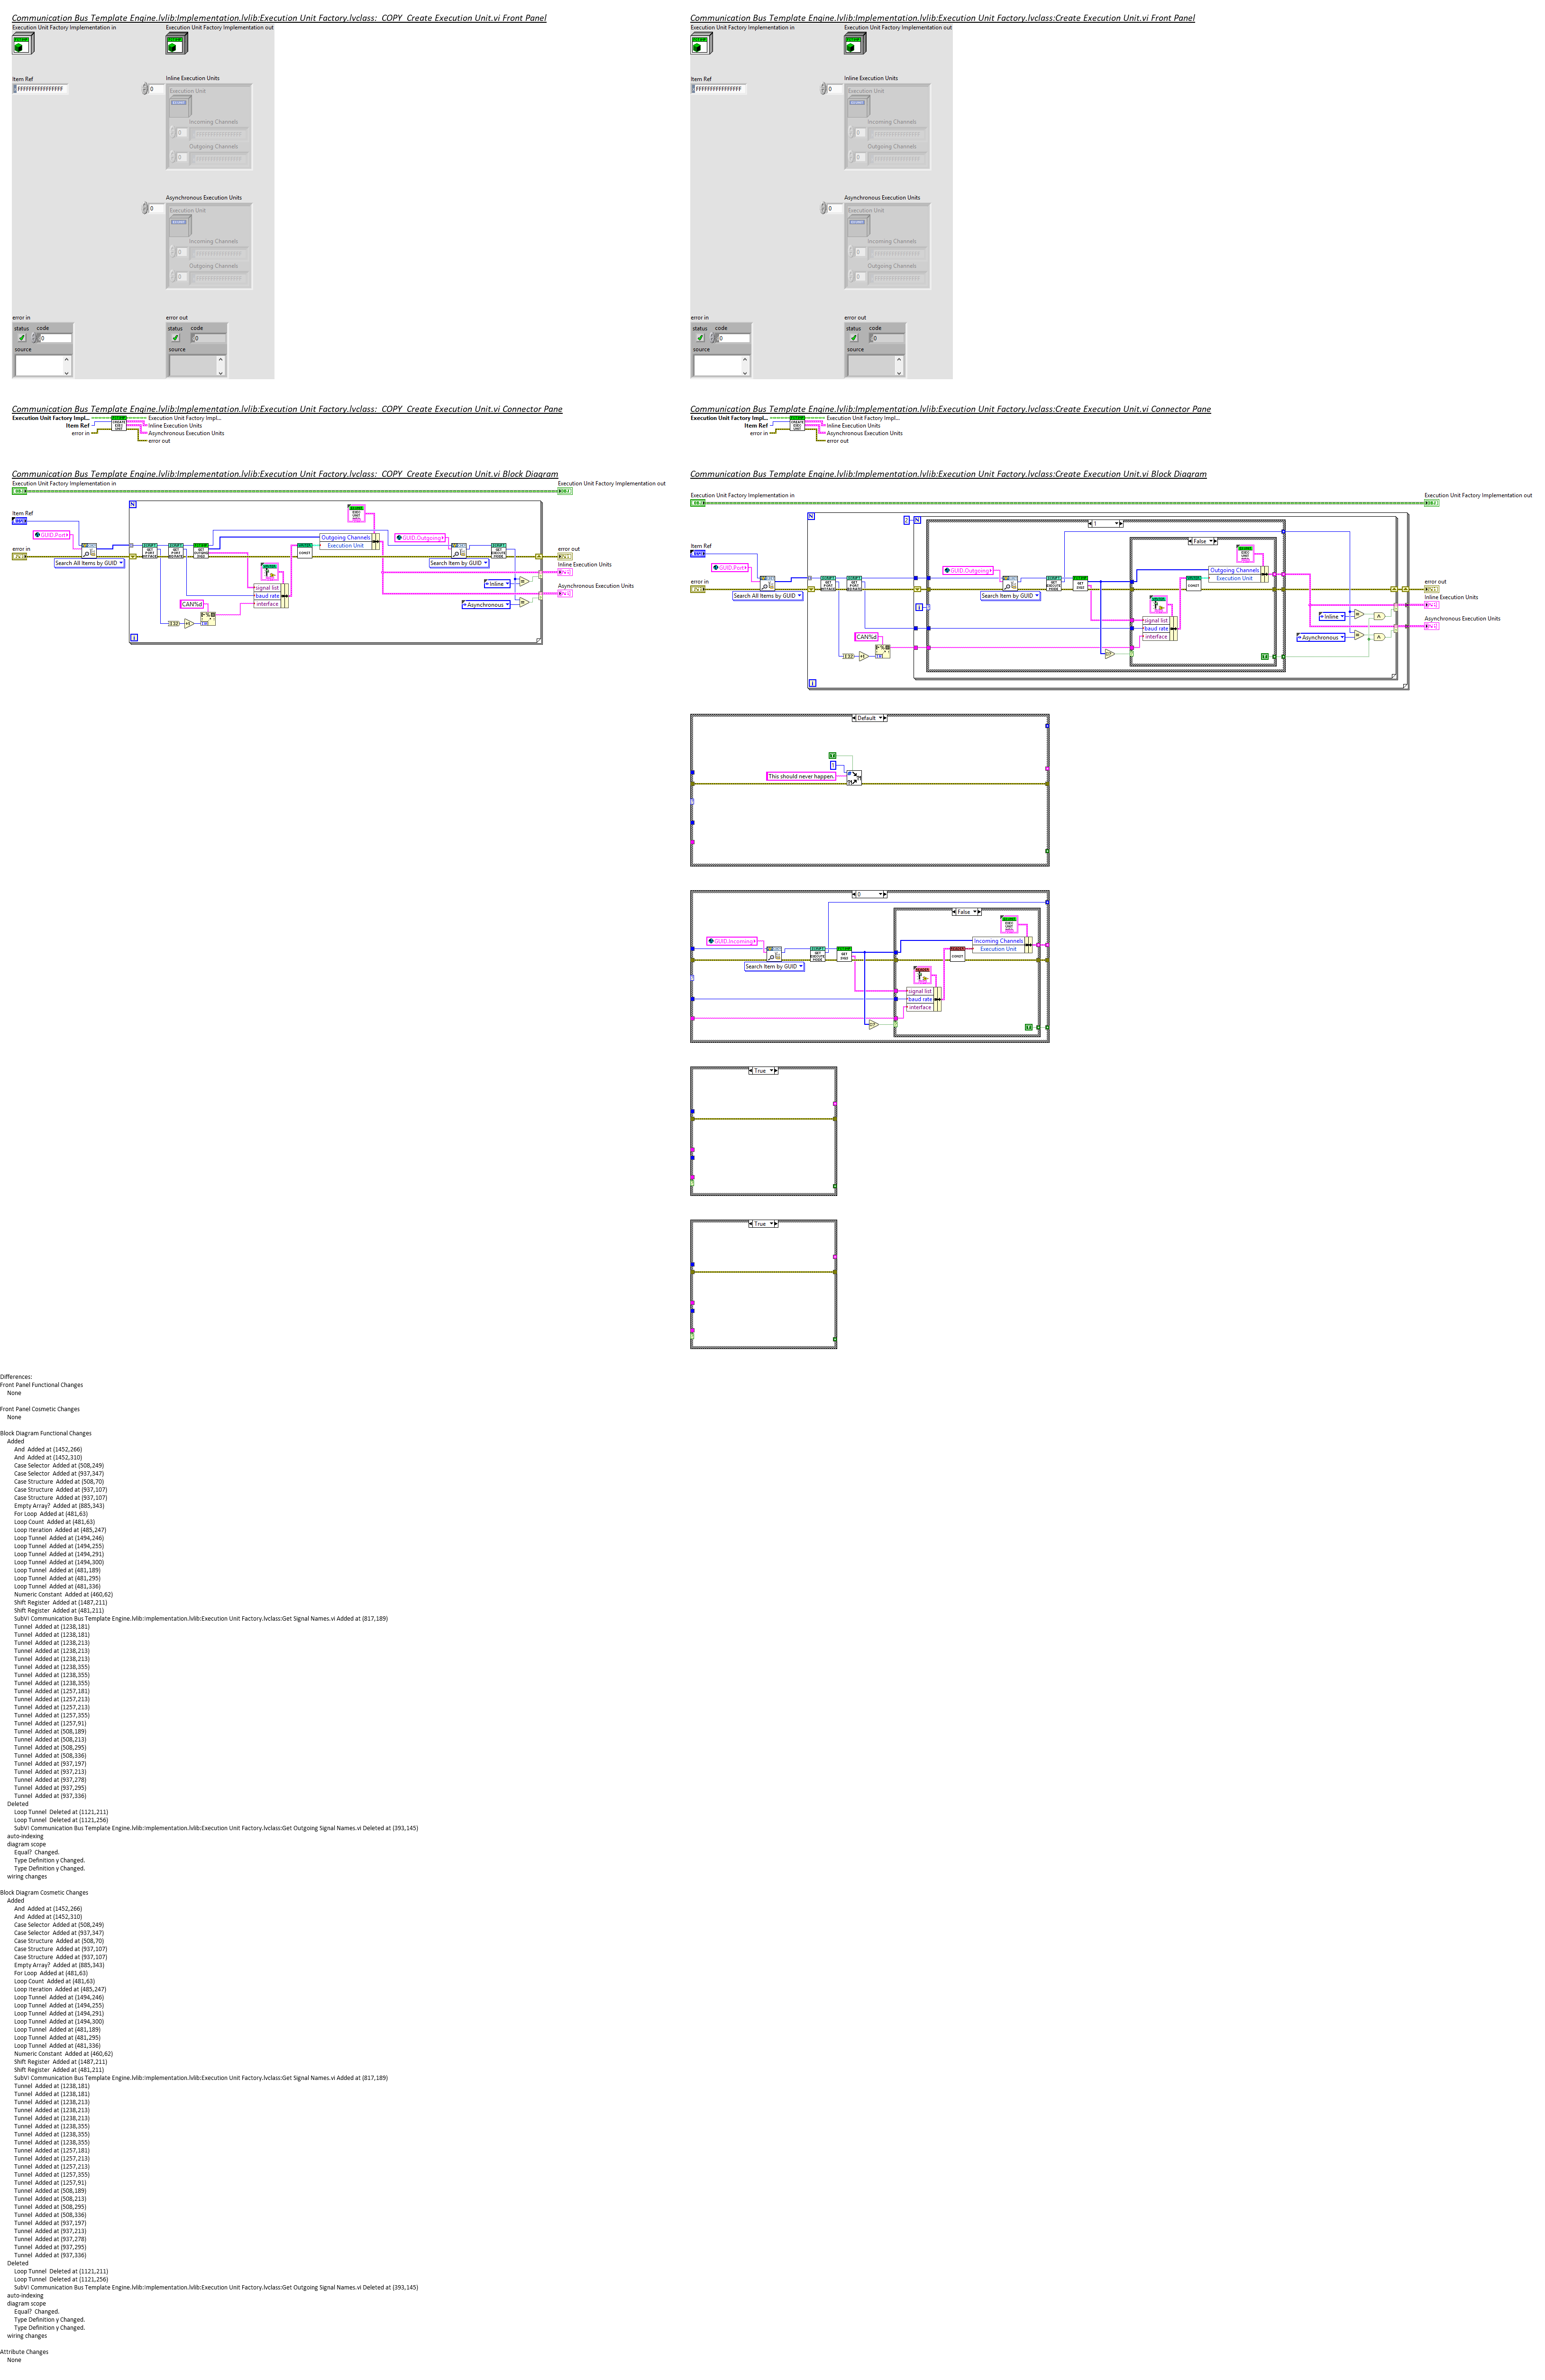 Communication Bus Template Engine.lvlib:Implementation.lvlib:Execution Unit Factory.lvclass:_COPY_Create Execution Unit.vi Front Panel
Execution Unit Factory Implementation in
Execution Unit Factory Implementation out
Item Ref
FFFFFFFFFFFFFFFF
Inline Execution Units
0
Execution Unit
Incoming Channels
0
Outgoing Channels
0
Asynchronous Execution Units
0
Execution Unit
Incoming Channels
0
Outgoing Channels
0
error in
error out
status code
status code
0
0
source
source
Communication Bus Template Engine.lvlib:Implementation.lvlib:Execution Unit Factory.lvclass:_COPY_Create Execution Unit.vi Connector Pane
Execution Unit Factory Impl...
Execution Unit Factory Impl...
Item Ref
Inline Execution Units
error in
Asynchronous Execution Units
error out
Communication Bus Template Engine.lvlib:Implementation.lvlib:Execution Unit Factory.lvclass:_COPY_Create Execution Unit.vi Block Diagram
Execution Unit Factory Implementation in
Execution Unit Factory Implementation out
N
Item Ref
GUID.Port
Outgoing Channels
Execution Unit
GUID.Outgoing
error in
error out
Search All Items by GUID
Search Item by GUID
Inline Execution Units
Inline
signal list
baud rate
interface
Asynchronous Execution Units
CAN%d
Asynchronous
I32
i
Communication Bus Template Engine.lvlib:Implementation.lvlib:Execution Unit Factory.lvclass:Create Execution Unit.vi Front Panel
Execution Unit Factory Implementation in
Execution Unit Factory Implementation out
Item Ref
FFFFFFFFFFFFFFFF
Inline Execution Units
0
Execution Unit
Incoming Channels
0
Outgoing Channels
0
Asynchronous Execution Units
0
Execution Unit
Incoming Channels
0
Outgoing Channels
0
error in
error out
status code
status code
0
0
source
source
Communication Bus Template Engine.lvlib:Implementation.lvlib:Execution Unit Factory.lvclass:Create Execution Unit.vi Connector Pane
Execution Unit Factory Impl...
Execution Unit Factory Impl...
Item Ref
Inline Execution Units
error in
Asynchronous Execution Units
error out
Communication Bus Template Engine.lvlib:Implementation.lvlib:Execution Unit Factory.lvclass:Create Execution Unit.vi Block Diagram
Execution Unit Factory Implementation in
Execution Unit Factory Implementation out
N
2
N
1
False
Item Ref
GUID.Port
GUID.Outgoing
Outgoing Channels
Execution Unit
error in
error out
Search All Items by GUID
Search Item by GUID
Inline Execution Units
i
Inline
signal list
baud rate
interface
Asynchronous Execution Units
CAN%d
Asynchronous
I32
i
Default
1
This should never happen.
0
False
GUID.Incoming
Incoming Channels
Execution Unit
Search Item by GUID
signal list
baud rate
interface
True
True
Differences:
Front Panel Functional Changes
None
Front Panel Cosmetic Changes
None
Block Diagram Functional Changes
Added
And Added at (1452,266)
And Added at (1452,310)
Case Selector Added at (508,249)
Case Selector Added at (937,347)
Case Structure Added at (508,70)
Case Structure Added at (937,107)
Case Structure Added at (937,107)
Empty Array? Added at (885,343)
For Loop Added at (481,63)
Loop Count Added at (481,63)
Loop Iteration Added at (485,247)
Loop Tunnel Added at (1494,246)
Loop Tunnel Added at (1494,255)
Loop Tunnel Added at (1494,291)
Loop Tunnel Added at (1494,300)
Loop Tunnel Added at (481,189)
Loop Tunnel Added at (481,295)
Loop Tunnel Added at (481,336)
Numeric Constant Added at (460,62)
Shift Register Added at (1487,211)
Shift Register Added at (481,211)
SubVI Communication Bus Template Engine.lvlib:Implementation.lvlib:Execution Unit Factory.lvclass:Get Signal Names.vi Added at (817,189)
Tunnel Added at (1238,181)
Tunnel Added at (1238,181)
Tunnel Added at (1238,213)
Tunnel Added at (1238,213)
Tunnel Added at (1238,213)
Tunnel Added at (1238,355)
Tunnel Added at (1238,355)
Tunnel Added at (1238,355)
Tunnel Added at (1257,181)
Tunnel Added at (1257,213)
Tunnel Added at (1257,213)
Tunnel Added at (1257,355)
Tunnel Added at (1257,91)
Tunnel Added at (508,189)
Tunnel Added at (508,213)
Tunnel Added at (508,295)
Tunnel Added at (508,336)
Tunnel Added at (937,197)
Tunnel Added at (937,213)
Tunnel Added at (937,278)
Tunnel Added at (937,295)
Tunnel Added at (937,336)
Deleted
Loop Tunnel Deleted at (1121,211)
Loop Tunnel Deleted at (1121,256)
SubVI Communication Bus Template Engine.lvlib:Implementation.lvlib:Execution Unit Factory.lvclass:Get Outgoing Signal Names.vi Deleted at (393,145)
auto-indexing
diagram scope
Equal? Changed.
Type Definition y Changed.
Type Definition y Changed.
wiring changes
Block Diagram Cosmetic Changes
Added
And Added at (1452,266)
And Added at (1452,310)
Case Selector Added at (508,249)
Case Selector Added at (937,347)
Case Structure Added at (508,70)
Case Structure Added at (937,107)
Case Structure Added at (937,107)
Empty Array? Added at (885,343)
For Loop Added at (481,63)
Loop Count Added at (481,63)
Loop Iteration Added at (485,247)
Loop Tunnel Added at (1494,246)
Loop Tunnel Added at (1494,255)
Loop Tunnel Added at (1494,291)
Loop Tunnel Added at (1494,300)
Loop Tunnel Added at (481,189)
Loop Tunnel Added at (481,295)
Loop Tunnel Added at (481,336)
Numeric Constant Added at (460,62)
Shift Register Added at (1487,211)
Shift Register Added at (481,211)
SubVI Communication Bus Template Engine.lvlib:Implementation.lvlib:Execution Unit Factory.lvclass:Get Signal Names.vi Added at (817,189)
Tunnel Added at (1238,181)
Tunnel Added at (1238,181)
Tunnel Added at (1238,213)
Tunnel Added at (1238,213)
Tunnel Added at (1238,213)
Tunnel Added at (1238,355)
Tunnel Added at (1238,355)
Tunnel Added at (1238,355)
Tunnel Added at (1257,181)
Tunnel Added at (1257,213)
Tunnel Added at (1257,213)
Tunnel Added at (1257,355)
Tunnel Added at (1257,91)
Tunnel Added at (508,189)
Tunnel Added at (508,213)
Tunnel Added at (508,295)
Tunnel Added at (508,336)
Tunnel Added at (937,197)
Tunnel Added at (937,213)
Tunnel Added at (937,278)
Tunnel Added at (937,295)
Tunnel Added at (937,336)
Deleted
Loop Tunnel Deleted at (1121,211)
Loop Tunnel Deleted at (1121,256)
SubVI Communication Bus Template Engine.lvlib:Implementation.lvlib:Execution Unit Factory.lvclass:Get Outgoing Signal Names.vi Deleted at (393,145)
auto-indexing
diagram scope
Equal? Changed.
Type Definition y Changed.
Type Definition y Changed.
wiring changes
Attribute Changes
None